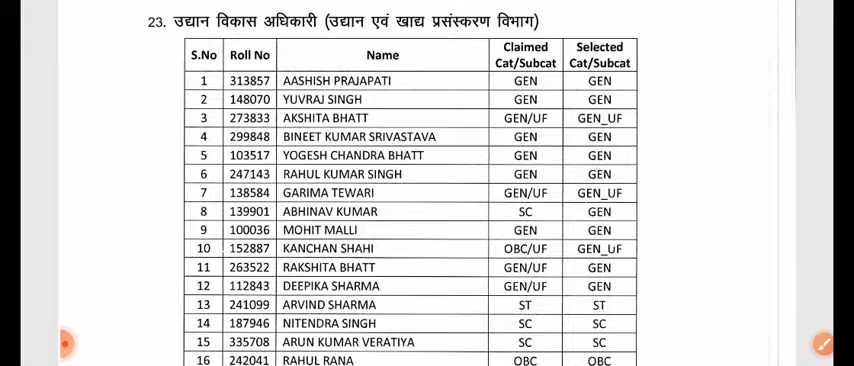 23. उद्यान विकास अधिकारी (उद्यान एवं खाद्य प्रसंस्करण विभाग)
S.No Roll No Name Claimed Cat/Subcat Selected Cat/Subcat
1 313857 AASHISH PRAJAPATI GEN GEN
2 148070 YUVRAJ SINGH GEN GEN
3 273833 AKSHITA BHATT GEN/UF GEN_UF
4 299848 BINEET KUMAR SRIVASTAVA GEN GEN
5 103517 YOGESH CHANDRA BHATT GEN GEN
6 247143 RAHUL KUMAR SINGH GEN GEN
7 138584 GARIMA TEWARI GEN/UF GEN_UF
8 139901 ABHINAV KUMAR SC GEN
9 100036 MOHIT MALLI GEN GEN
10 152887 KANCHAN SHAHI OBC/UF GEN_UF
11 263522 RAKSHITA BHATT GEN/UF GEN
12 112843 DEEPIKA SHARMA GEN/UF GEN
13 241099 ARVIND SHARMA ST ST
14 187946 NITENDRA SINGH SC SC
15 335708 ARUN KUMAR VERATIYA SC SC
16 242041 RAHUL RANA OBC OBC